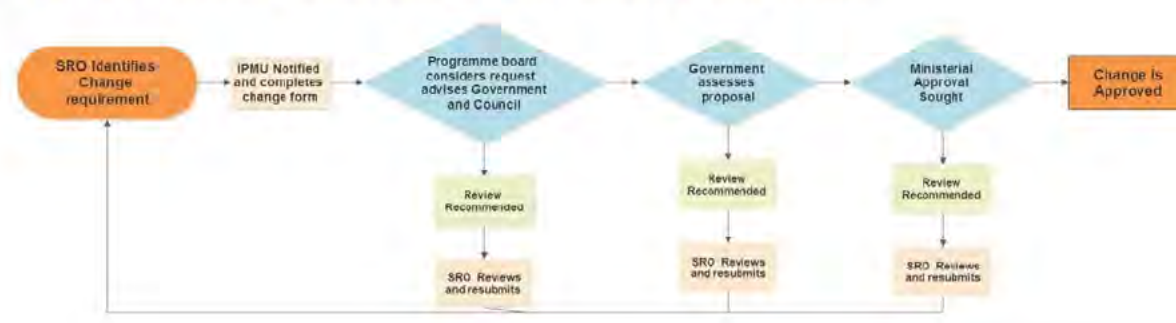 SRO Identifies
Change
requirement
IPMU Notified
and completes
change form
Programme board
considers request
advises Government
and Council
Government
assesses
proposal
Ministerial
Approval
Sought
Change is
Approved
Review
Recommended
Review
Recommended
Review
Recommended
SRO Reviews
and resubmits
SRO Reviews
and resubmits
SRO Reviews
and resubmits